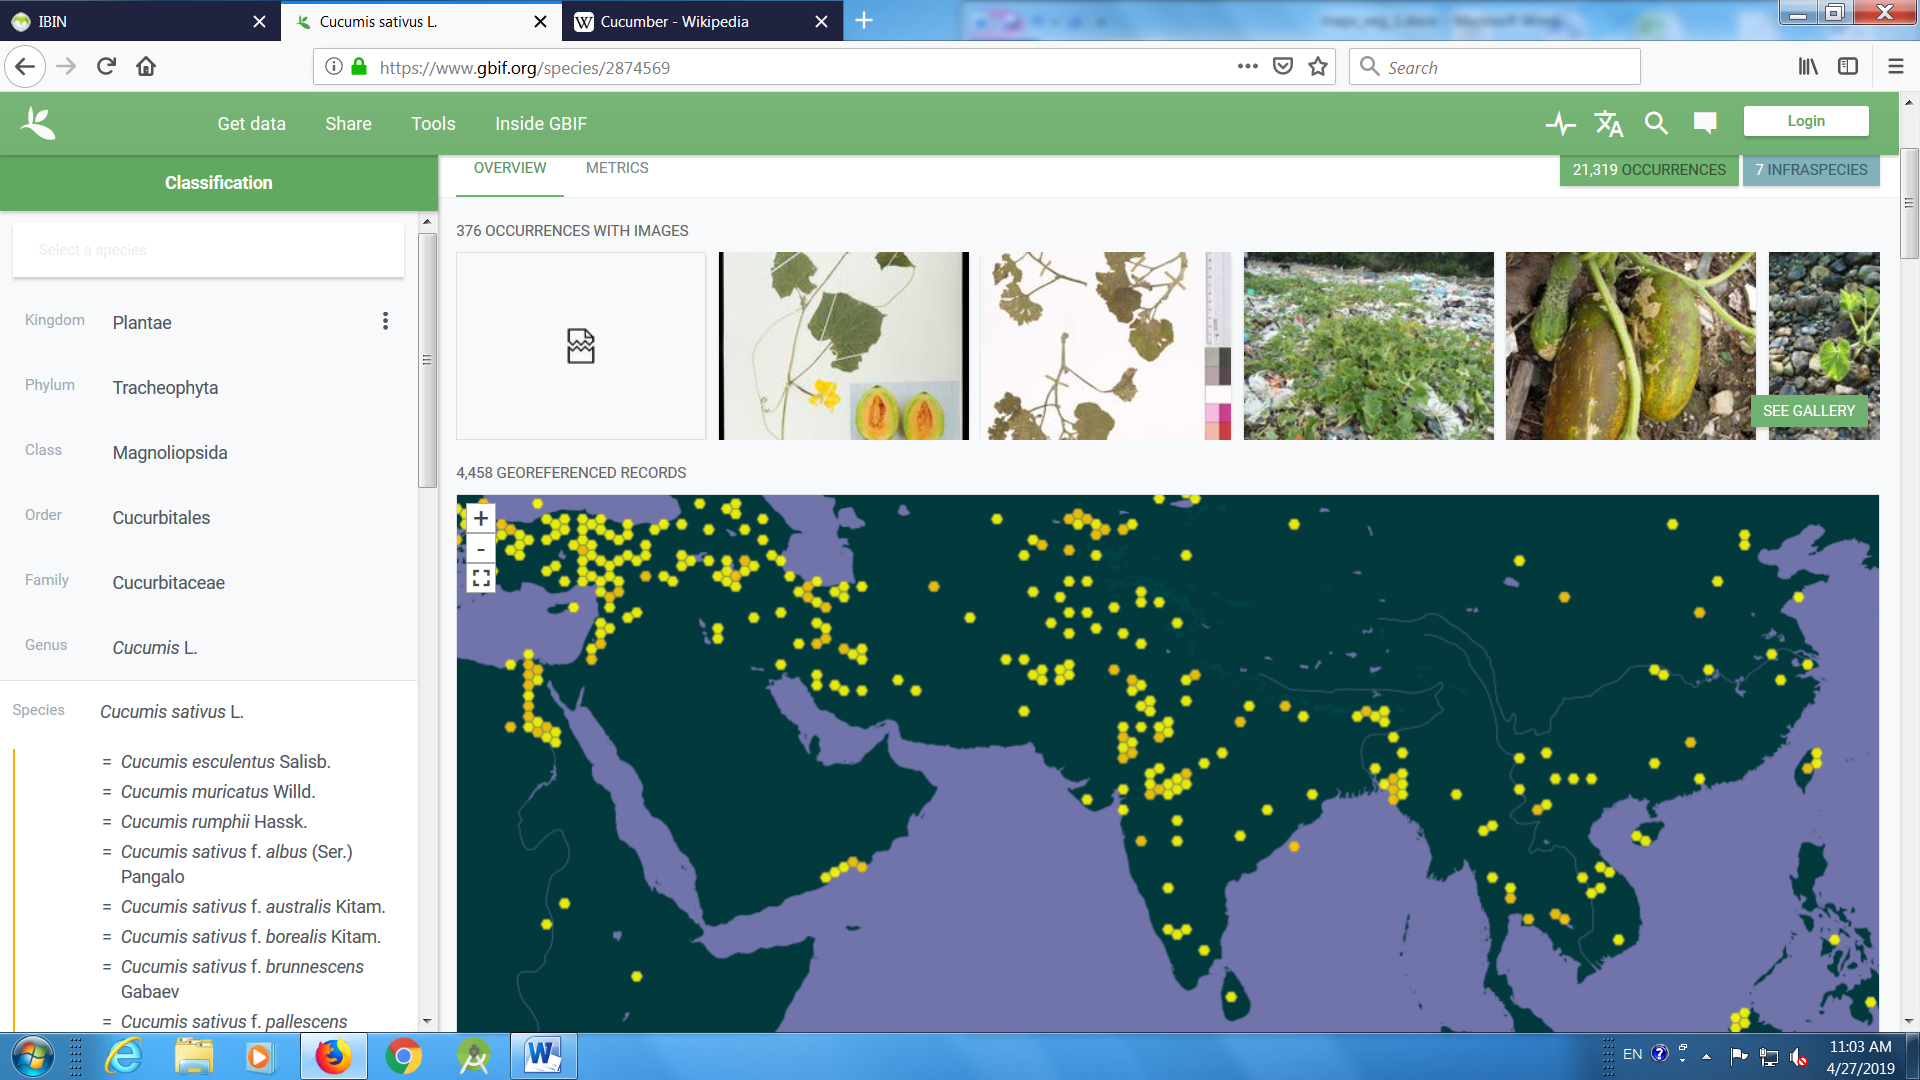 IBIN
Cucumis sativus L.
Cucumber - Wikipedia
https://www.gbif.org/species/2874569
Search
Get data
Share
Tools
Inside GBIF
Login
Classification
OVERVIEW
METRICS
21,319 OCCURRENCES
7 INFRASPECIES
Select a species
376 OCCURRENCES WITH IMAGES
Kingdom Plantae
Phylum Tracheophyta
Class Magnoliopsida
Order Cucurbitales
Family Cucurbitaceae
Genus Cucumis L.
Species Cucumis sativus L.
= Cucumis esculentus Salisb.
= Cucumis muricatus Willd.
= Cucumis rumphii Hassk.
= Cucumis sativus f. albus (Ser.)
Pangalo
= Cucumis sativus f. australis Kitam.
= Cucumis sativus f. borealis Kitam.
= Cucumis sativus f. brunnescens
Gabaev
= Cucumis sativus f. pallescens
SEE GALLERY
4,458 GEOREFERENCED RECORDS
+
-
EN
11:03 AM
4/27/2019